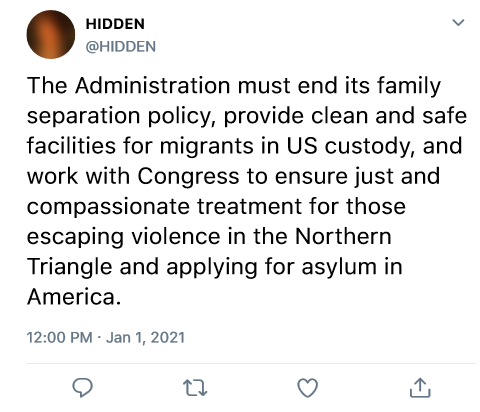 HIDDEN
@HIDDEN
The Administration must end its family
separation policy, provide clean and safe
facilities for migrants in US custody, and
work with Congress to ensure just and
compassionate treatment for those
escaping violence in the Northern
Triangle and applying for asylum in
America.
12:00 PM · Jan 1, 2021